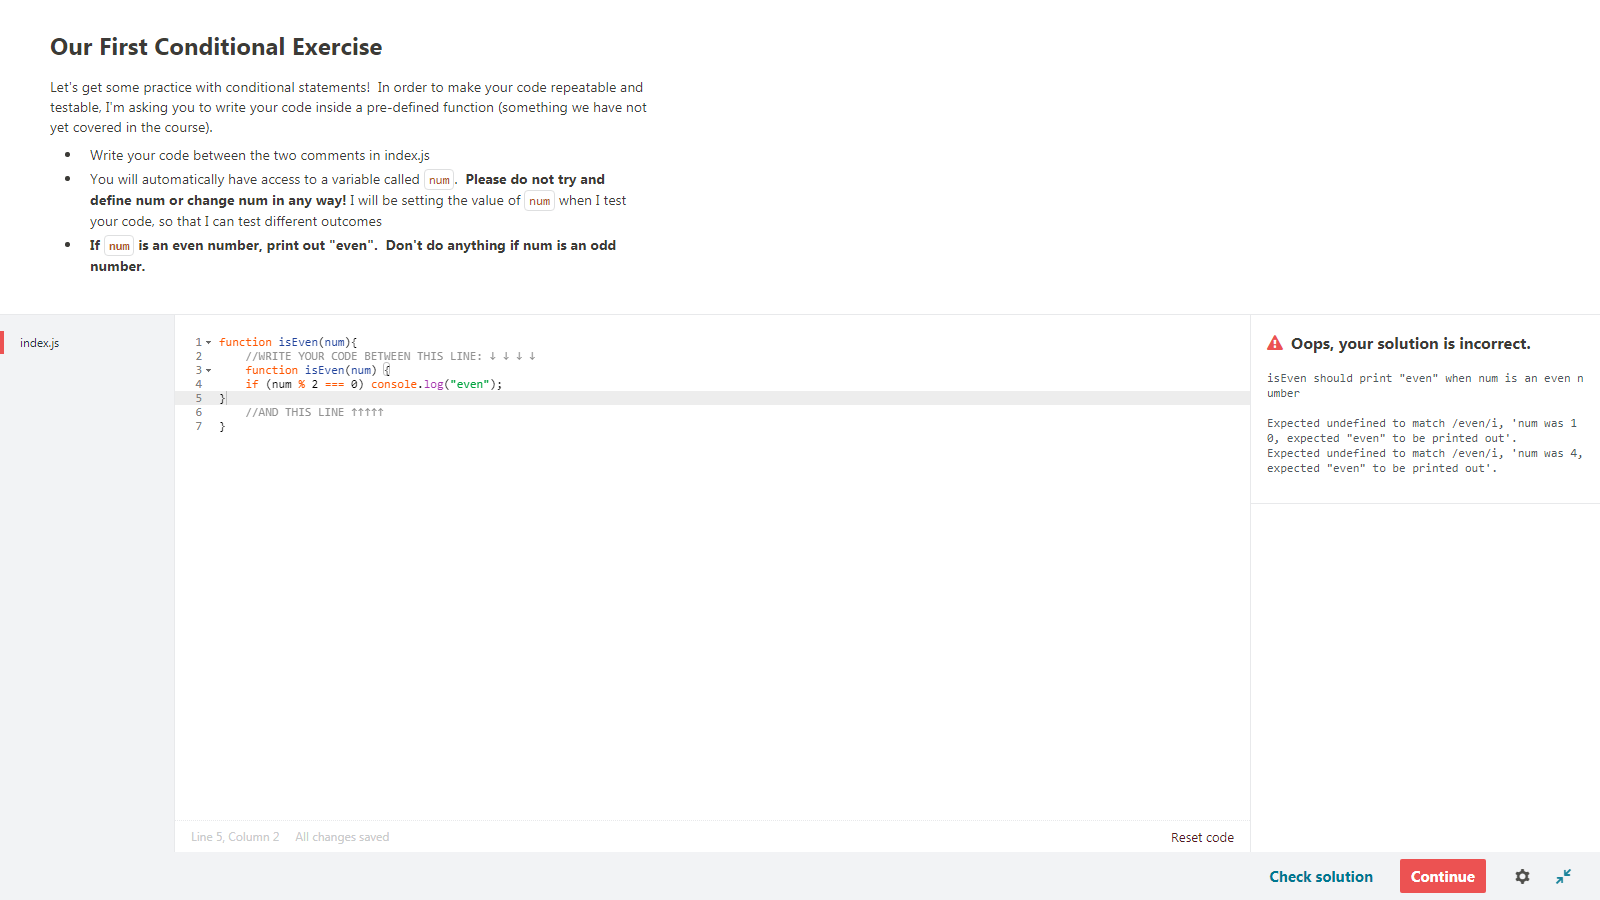 Our First Conditional Exercise
Let's get some practice with conditional statements!  In order to make your code repeatable and
testable, I'm asking you to write your code inside a pre-defined function (something we have not
yet covered in the course).
• Write your code between the two comments in index.js
• You will automatically have access to a variable called num.  Please do not try and
define num or change num in any way! I will be setting the value of num when I test
your code, so that I can test different outcomes
• If num is an even number, print out "even".  Don't do anything if num is an odd
number.
index.js
1 function isEven(num){
2     //WRITE YOUR CODE BETWEEN THIS LINE: ↓ ↓ ↓ ↓
3     function isEven(num) {
4     if (num % 2 === 0) console.log("even");
5 }
6     //AND THIS LINE ↑↑↑↑↑
7 }
Oops, your solution is incorrect.
isEven should print "even" when num is an even n
umber
Expected undefined to match /even/i, 'num was 1
0, expected "even" to be printed out'.
Expected undefined to match /even/i, 'num was 4,
expected "even" to be printed out'.
Line 5, Column 2 All changes saved
Reset code
Check solution
Continue